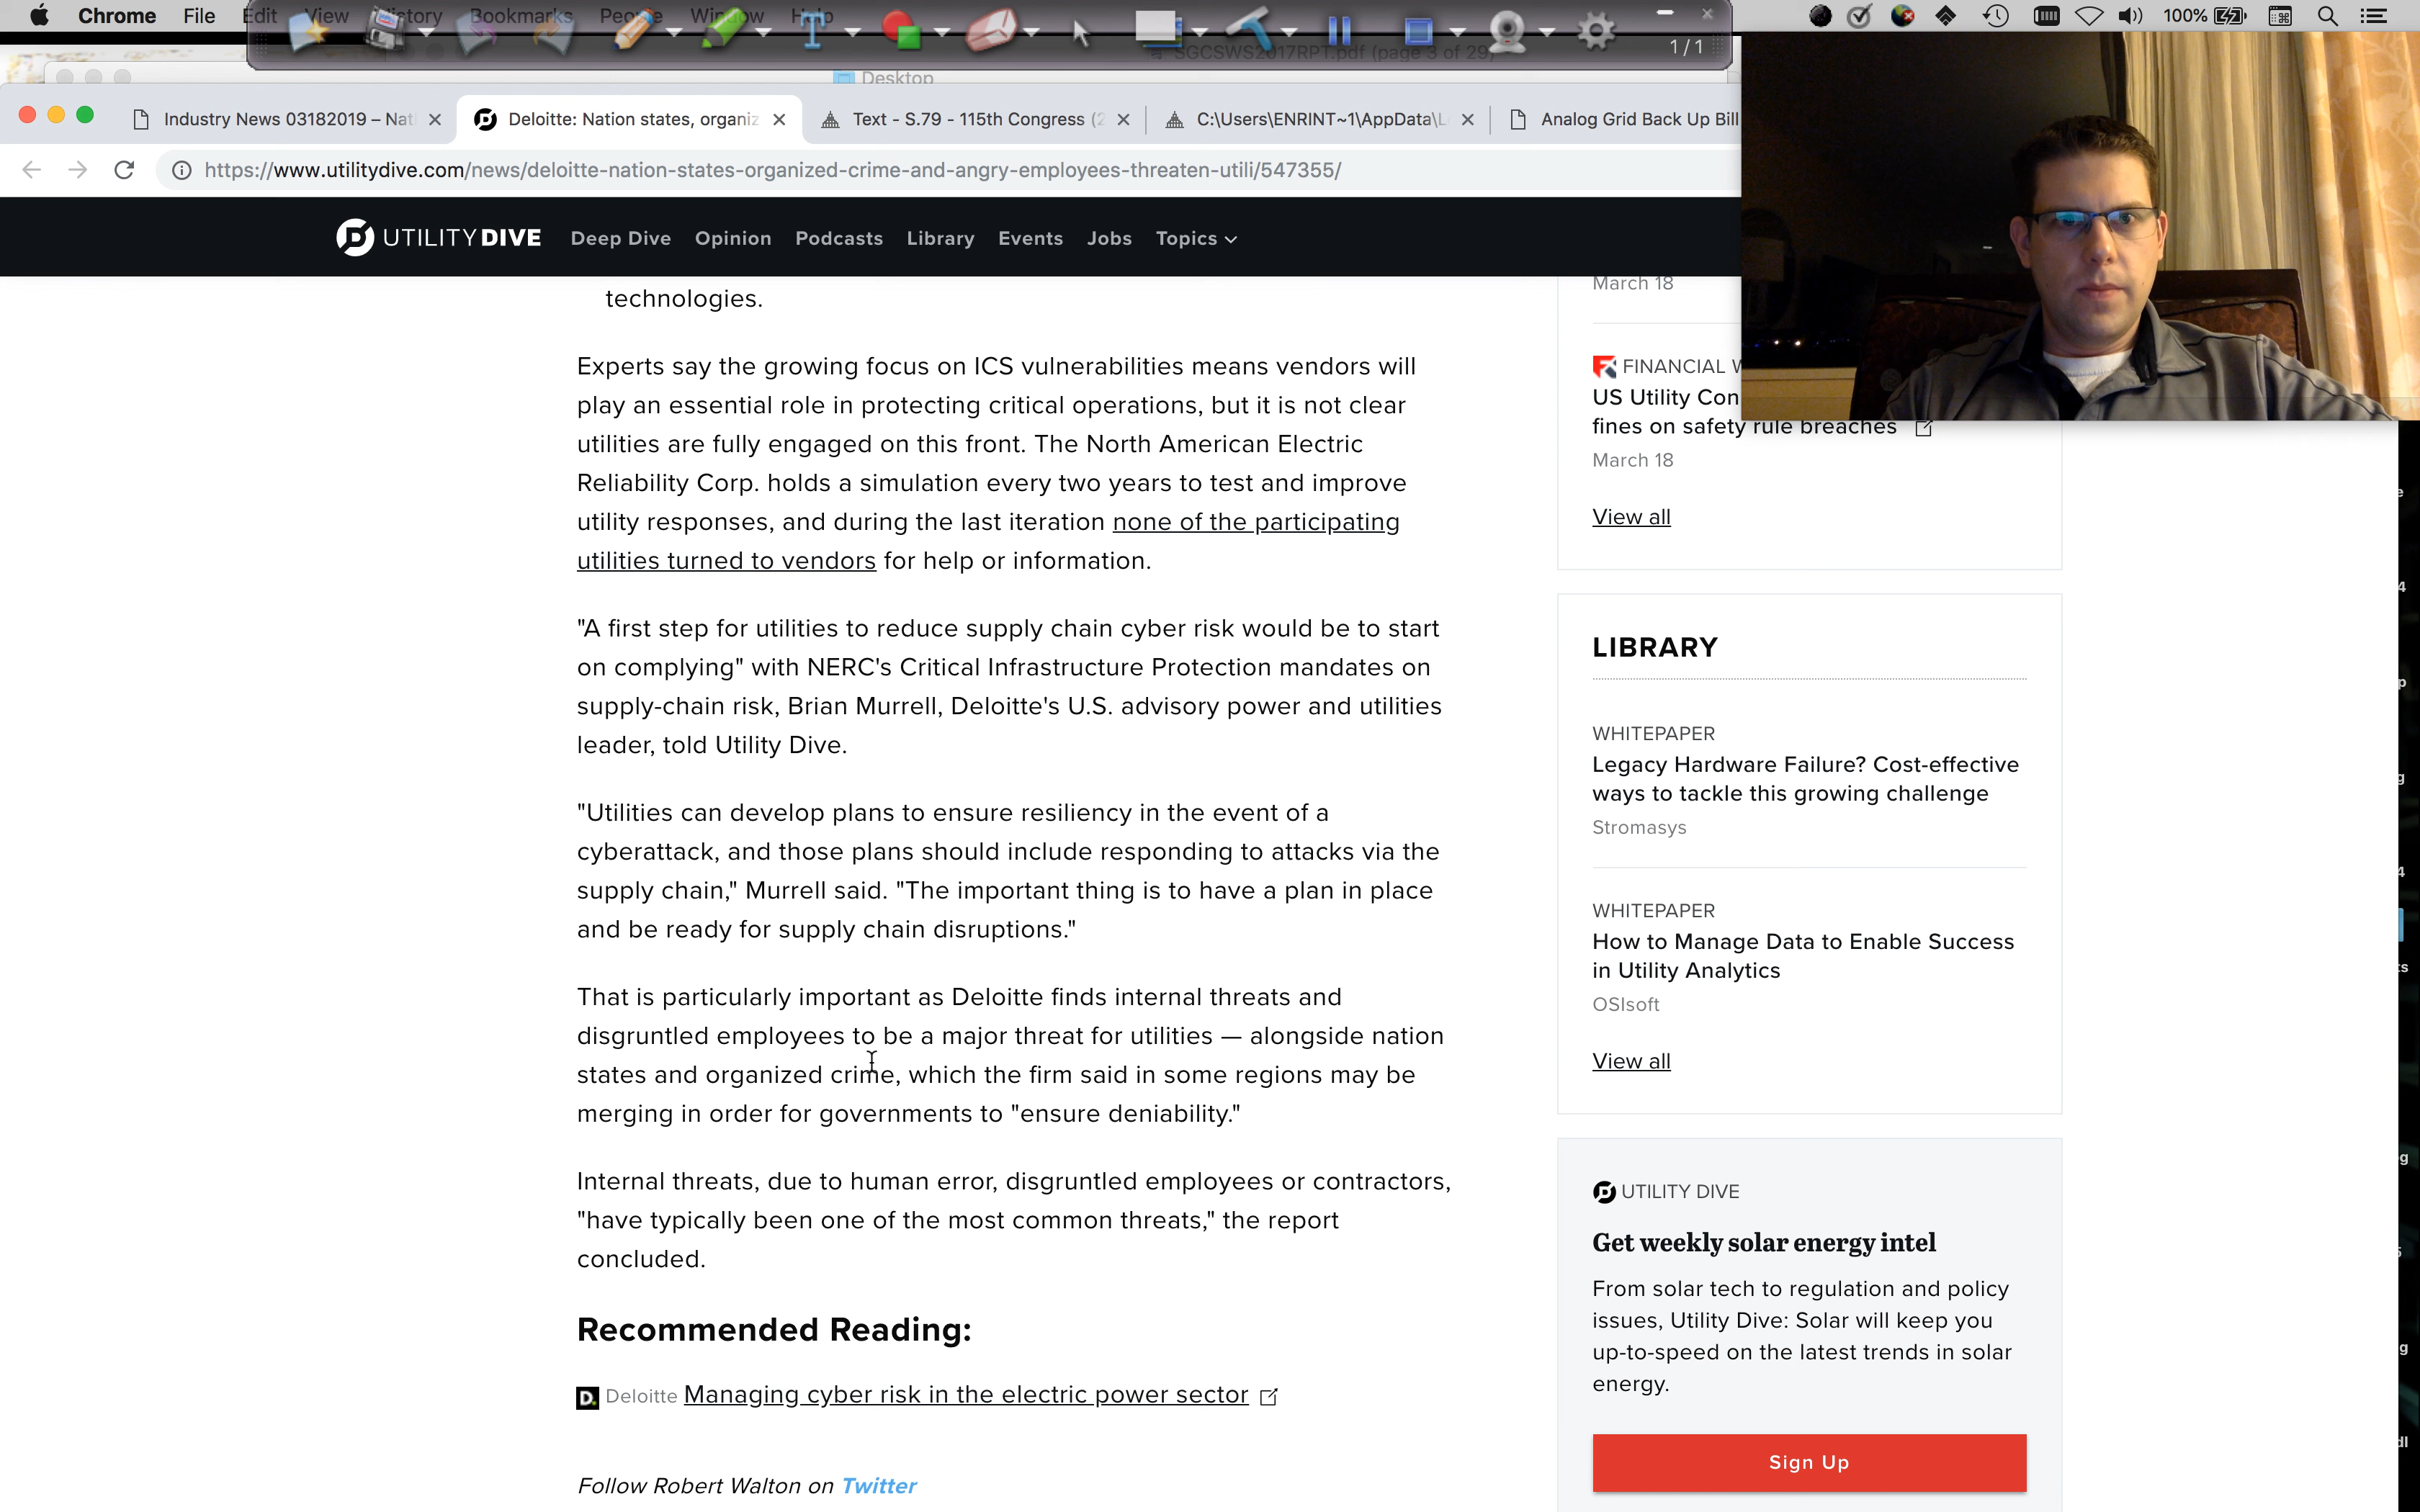 Chrome File Edit View History Bookmarks People Window Help
100%
1/1
SGCSWS2017RPT.pdf (page 3 of 29)
Desktop
Industry News 03182019 – Nat
Deloitte: Nation states, organiz
Text - S.79 - 115th Congress (2
C:\Users\ENRINT~1\AppData\L
Analog Grid Back Up Bill
https://www.utilitydive.com/news/deloitte-nation-states-organized-crime-and-angry-employees-threaten-utili/547355/
UTILITY DIVE Deep Dive Opinion Podcasts Library Events Jobs Topics
technologies.
Experts say the growing focus on ICS vulnerabilities means vendors will
play an essential role in protecting critical operations, but it is not clear
utilities are fully engaged on this front. The North American Electric
Reliability Corp. holds a simulation every two years to test and improve
utility responses, and during the last iteration none of the participating
utilities turned to vendors for help or information.
"A first step for utilities to reduce supply chain cyber risk would be to start
on complying" with NERC's Critical Infrastructure Protection mandates on
supply-chain risk, Brian Murrell, Deloitte's U.S. advisory power and utilities
leader, told Utility Dive.
"Utilities can develop plans to ensure resiliency in the event of a
cyberattack, and those plans should include responding to attacks via the
supply chain," Murrell said. "The important thing is to have a plan in place
and be ready for supply chain disruptions."
That is particularly important as Deloitte finds internal threats and
disgruntled employees to be a major threat for utilities — alongside nation
states and organized crime, which the firm said in some regions may be
merging in order for governments to "ensure deniability."
Internal threats, due to human error, disgruntled employees or contractors,
"have typically been one of the most common threats," the report
concluded.
Recommended Reading:
D. Deloitte Managing cyber risk in the electric power sector
Follow Robert Walton on Twitter
March 18
FINANCIAL W
US Utility Con
fines on safety rule breaches
March 18
View all
LIBRARY
WHITEPAPER
Legacy Hardware Failure? Cost-effective
ways to tackle this growing challenge
Stromasys
WHITEPAPER
How to Manage Data to Enable Success
in Utility Analytics
OSIsoft
View all
UTILITY DIVE
Get weekly solar energy intel
From solar tech to regulation and policy
issues, Utility Dive: Solar will keep you
up-to-speed on the latest trends in solar
energy.
Sign Up